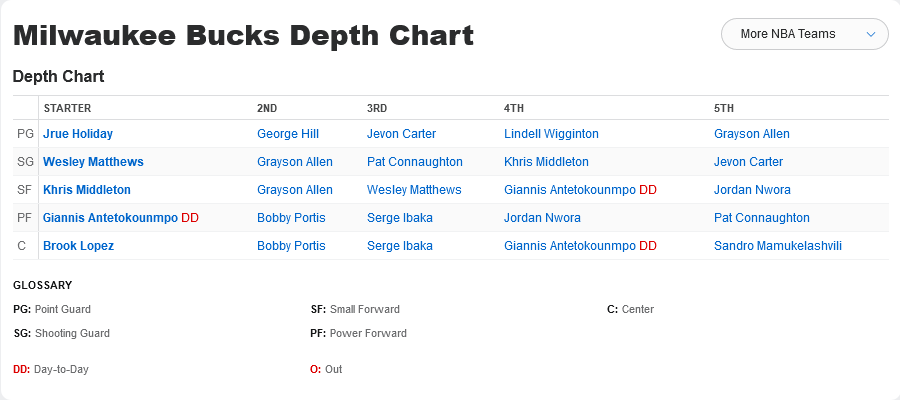 Milwaukee Bucks Depth Chart
More NBA Teams
Depth Chart
STARTER 2ND 3RD 4TH 5TH
PG Jrue Holiday George Hill Jevon Carter Lindell Wigginton Grayson Allen
SG Wesley Matthews Grayson Allen Pat Connaughton Khris Middleton Jevon Carter
SF Khris Middleton Grayson Allen Wesley Matthews Giannis Antetokounmpo DD Jordan Nwora
PF Giannis Antetokounmpo DD Bobby Portis Serge Ibaka Jordan Nwora Pat Connaughton
C Brook Lopez Bobby Portis Serge Ibaka Giannis Antetokounmpo DD Sandro Mamukelashvili
GLOSSARY
PG: Point Guard SF: Small Forward C: Center
SG: Shooting Guard PF: Power Forward
DD: Day-to-Day O: Out